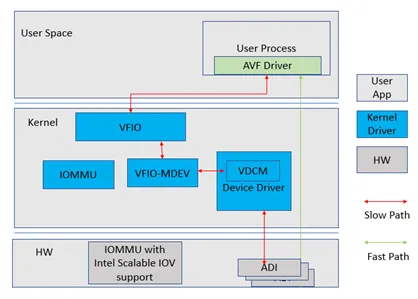 User Space
User Process
AVF Driver
User
App
Kernel
VFIO
Kernel
Driver
IOMMU
VFIO-MDEV
VDCM
Device Driver
HW
Slow Path
HW
IOMMU with
Intel Scalable IOV
support
ADI
Fast Path